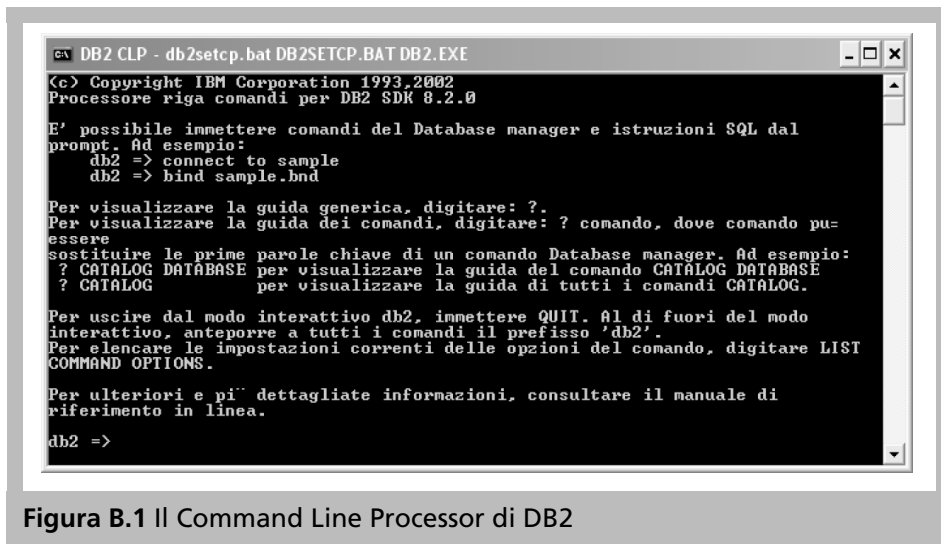 DB2 CLP - db2setcp.bat DB2SETCP.BAT DB2.EXE
(c) Copyright IBM Corporation 1993,2002
Processore riga comandi per DB2 SDK 8.2.0
E' possibile immettere comandi del Database manager e istruzioni SQL dal
prompt. Ad esempio:
db2 => connect to sample
db2 => bind sample.bnd
Per visualizzare la guida generica, digitare: ?.
Per visualizzare la guida dei comandi, digitare: ? comando, dove comando pu=
essere
sostituire le prime parole chiave di un comando Database manager. Ad esempio:
? CATALOG DATABASE per visualizzare la guida del comando CATALOG DATABASE
? CATALOG per visualizzare la guida di tutti i comandi CATALOG.
Per uscire dal modo interattivo db2, immettere QUIT. Al di fuori del modo
interattivo, anteporre a tutti i comandi il prefisso 'db2'.
Per elencare le impostazioni correnti delle opzioni del comando, digitare LIST
COMMAND OPTIONS.
Per ulteriori e pi¨ dettagliate informazioni, consultare il manuale di
riferimento in linea.
db2 =>
Figura B.1 Il Command Line Processor di DB2